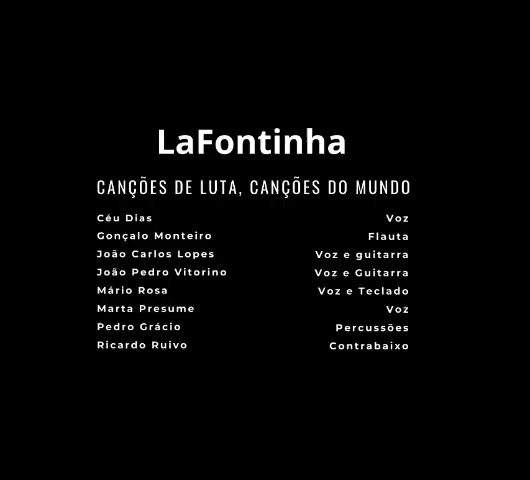 LaFontinha
CANÇÕES DE LUTA, CANÇÕES DO MUNDO
Céu Dias Voz
Gonçalo Monteiro Flauta
João Carlos Lopes Voz e guitarra
João Pedro Vitorino Voz e Guitarra
Mário Rosa Voz e Teclado
Marta Presume Voz
Pedro Grácio Percussões
Ricardo Ruivo Contrabaixo